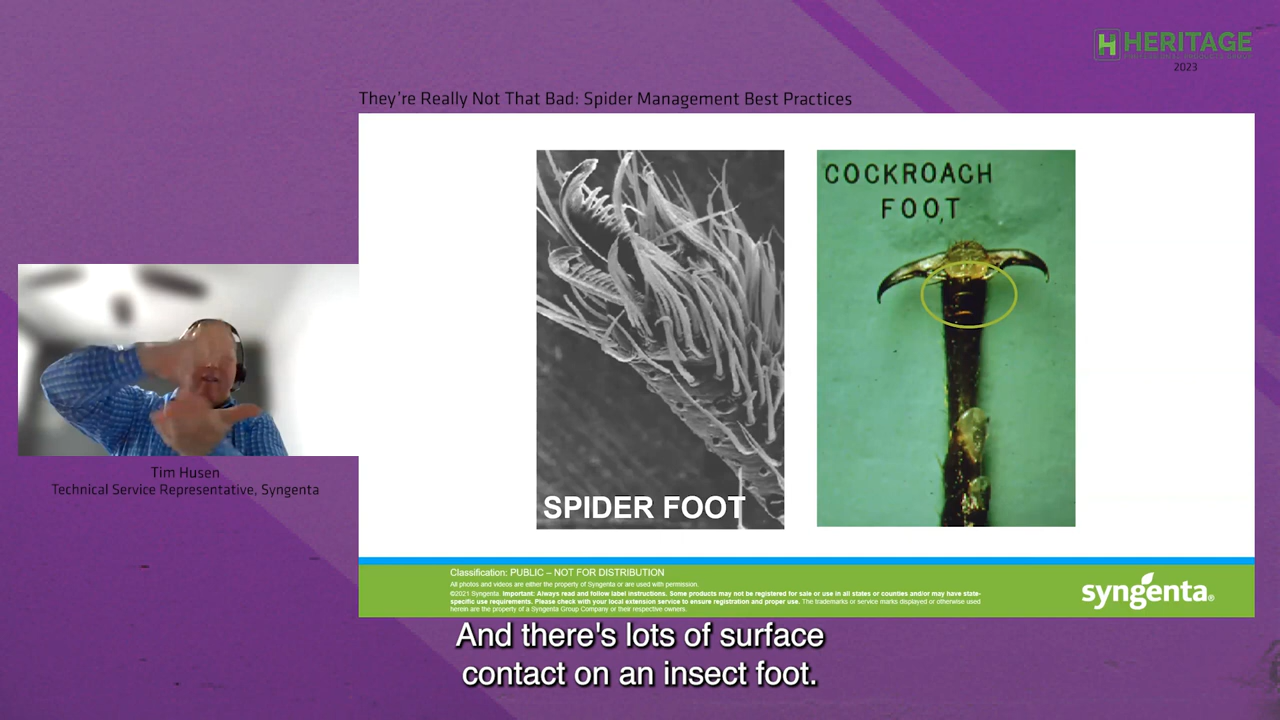 HERITAGE
2023
They're Really Not That Bad: Spider Management Best Practices
COCKROACH
FOOT
SPIDER FOOT
Tim Husen
Technical Service Representative, Syngenta
Classification: PUBLIC – NOT FOR DISTRIBUTION
All photos and videos are either the property of Syngenta or are used with permission.
©2021 Syngenta Important: Always read and follow label instructions. Some products may not be registered for sale or use in all states or counties and/or may have state-
specific use requirements. Please check with your local extension service to ensure registration and proper use. The trademarks or service marks displayed or otherwise used
herein are the property of a Syngenta Group Company or their respective owners.
syngenta®
And there's lots of surface
contact on an insect foot.